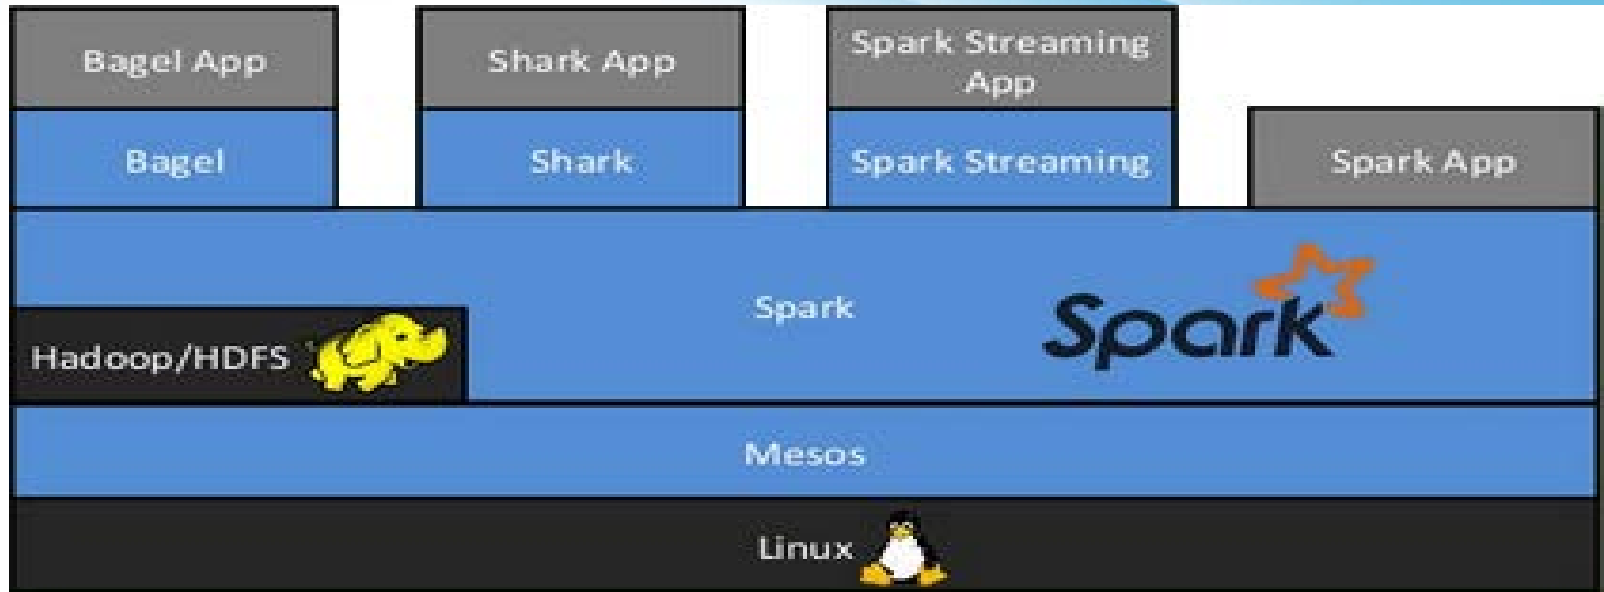 Bagel App
Shark App
Spark Streaming
App
Bagel
Shark
Spark Streaming
Spark App
Spark
Spark
Hadoop/HDFS
Mesos
Linux